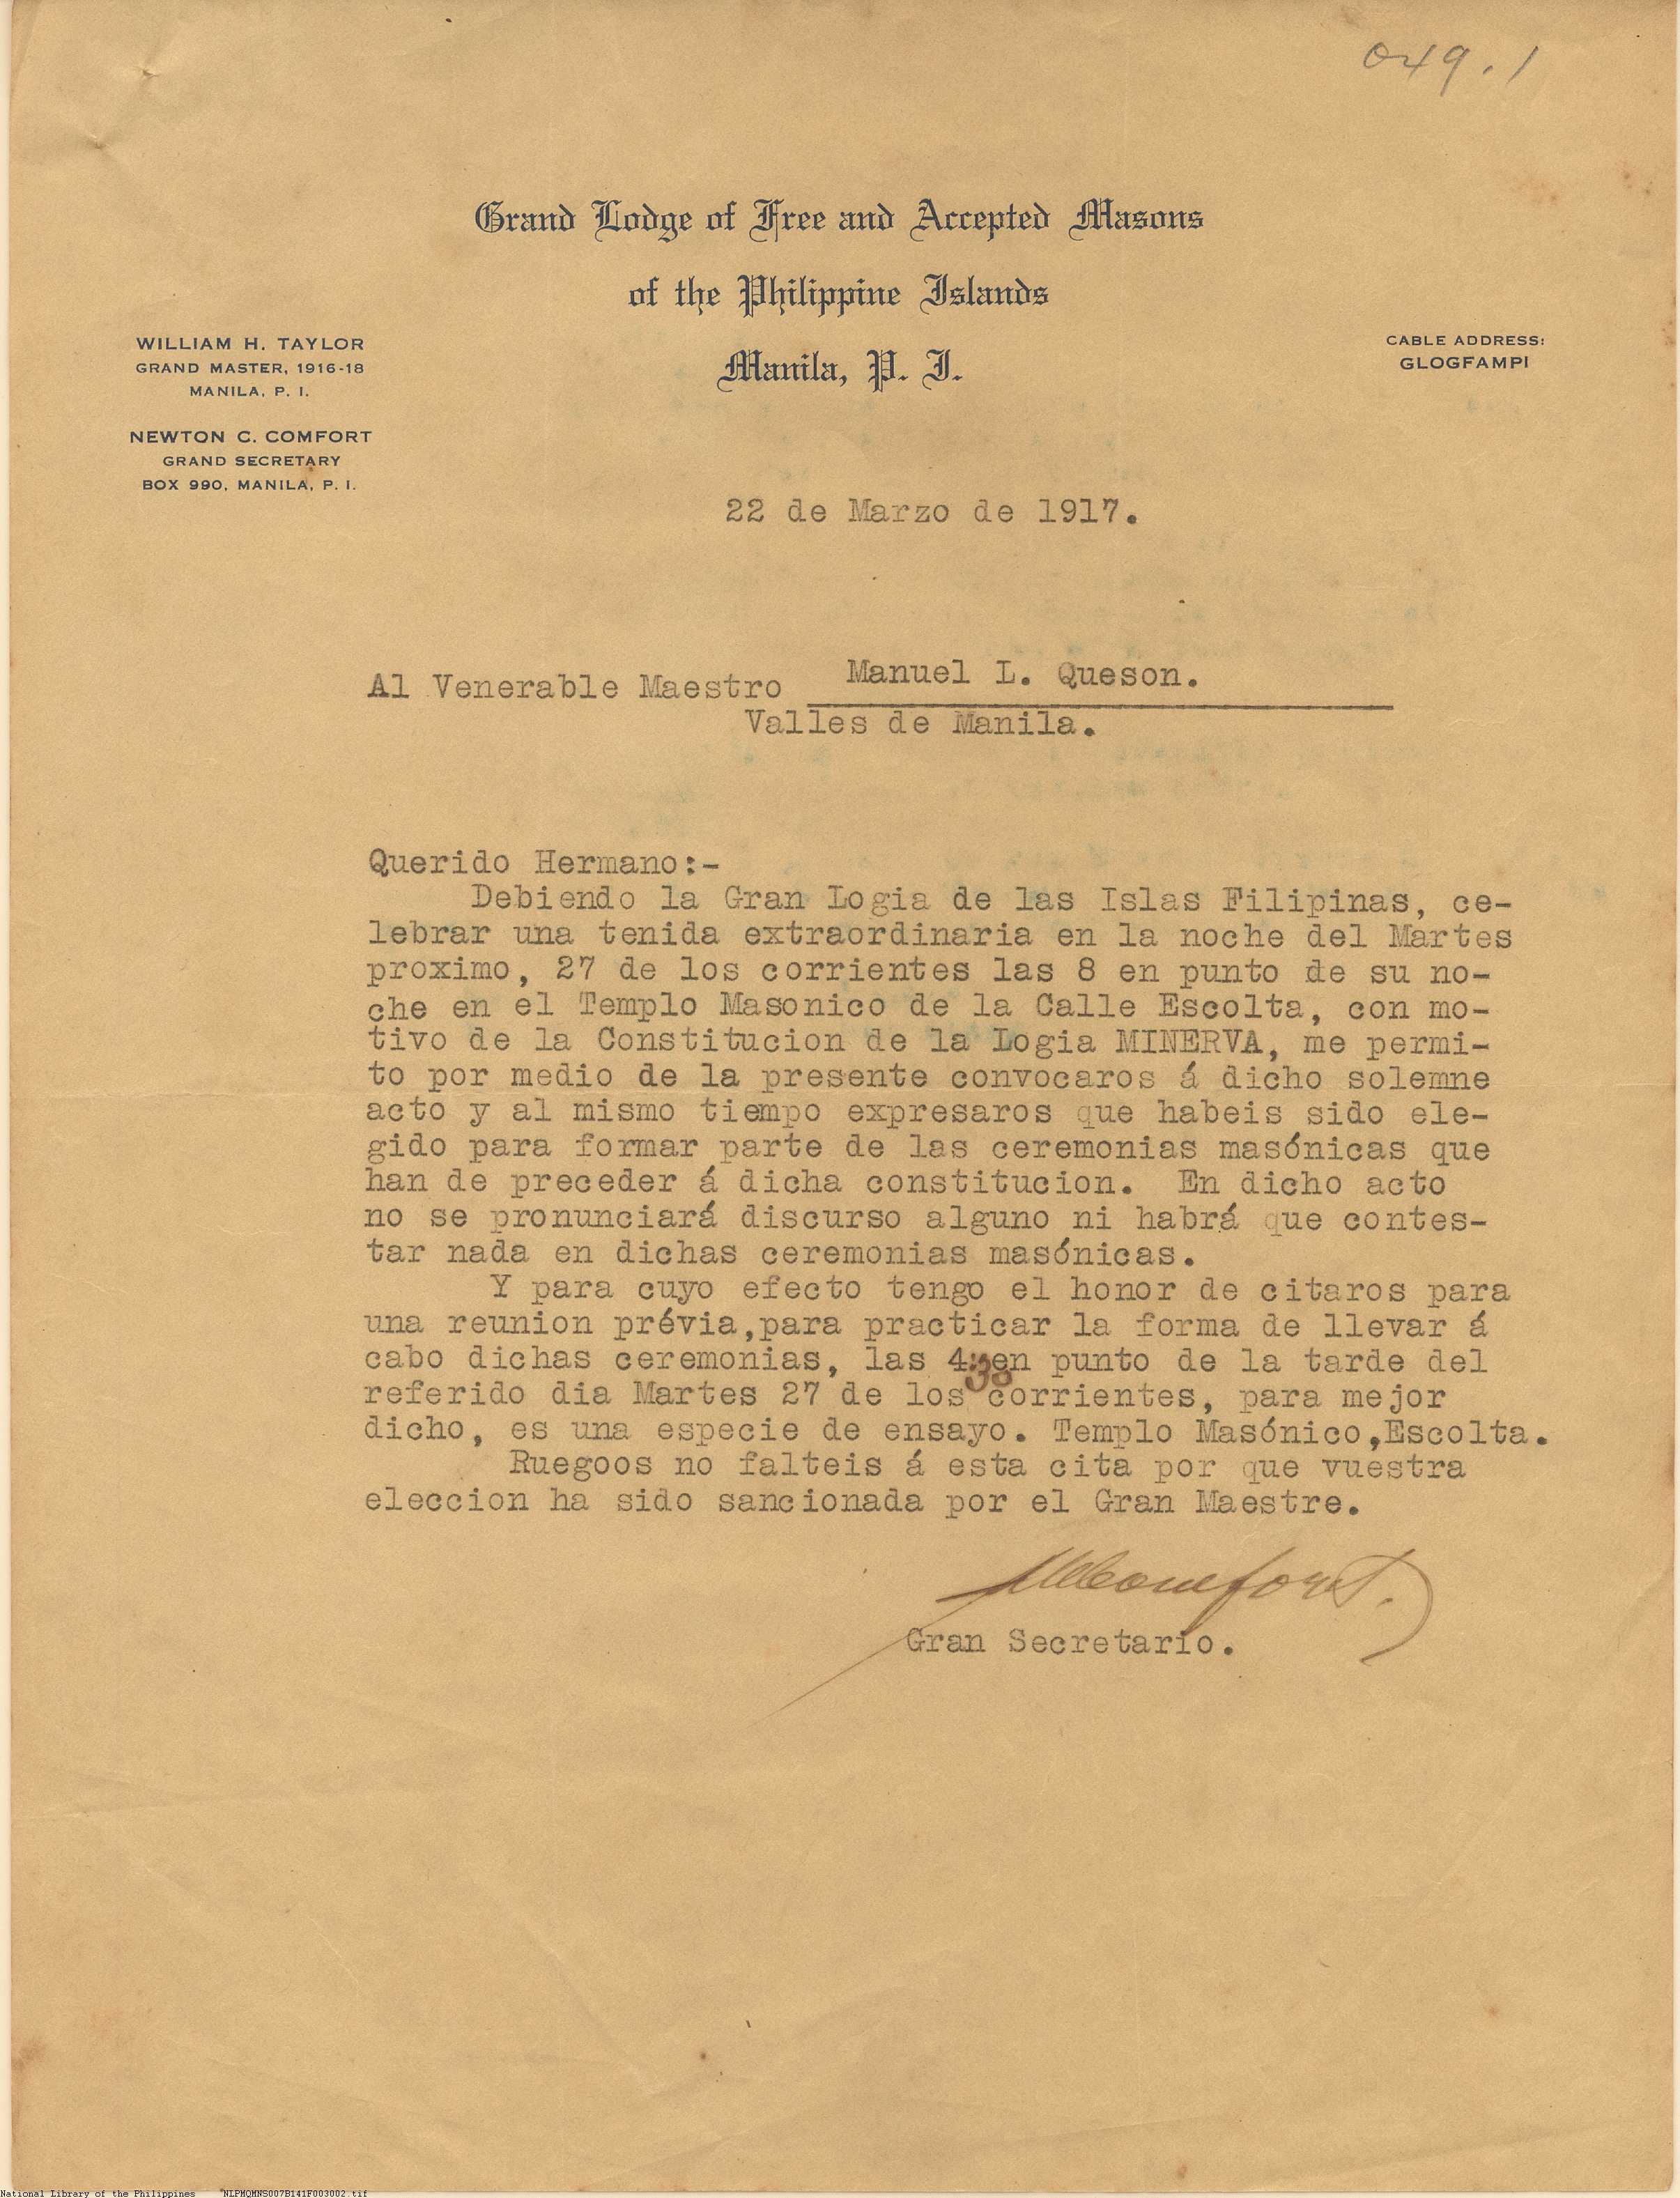 049.1
Grand Lodge of Free and Accepted Masons
of the Philippine Islands
Manila, P. I.
WILLIAM H. TAYLOR
GRAND MASTER, 1916-18
MANILA, P. I.
NEWTON C. COMFORT
GRAND SECRETARY
BOX 990, MANILA, P. I.
CABLE ADDRESS:
GLOGFAMPI
22 de Marzo de 1917.
Al Venerable Maestro Manuel L. Queson.
Valles de Manila.
Querido Hermano:-
Debiendo la Gran Logia de las Islas Filipinas, ce-
lebrar una tenida extraordinaria en la noche del Martes
proximo, 27 de los corrientes las 8 en punto de su no-
che en el Templo Masonico de la Calle Escolta, con mo-
tivo de la Constitucion de la Logia MINERVA, me permi-
to por medio de la presente convocaros á dicho solemne
acto y al mismo tiempo expresaros que habeis sido ele-
gido para formar parte de las ceremonias masónicas que
han de preceder á dicha constitucion. En dicho acto
no se pronunciará discurso alguno ni habrá que contes-
tar nada en dichas ceremonias masónicas.
Y para cuyo efecto tengo el honor de citaros para
una reunion prévia,para practicar la forma de llevar á
cabo dichas ceremonias, las 4:30 en punto de la tarde del
referido dia Martes 27 de los corrientes, para mejor
dicho, es una especie de ensayo. Templo Masónico,Escolta.
Ruegoos no falteis á esta cita por que vuestra
eleccion ha sido sancionada por el Gran Maestre.
NCComfort.
Gran Secretario.
National Library of the Philippines "NLPMQMNS007B141F003002.tif